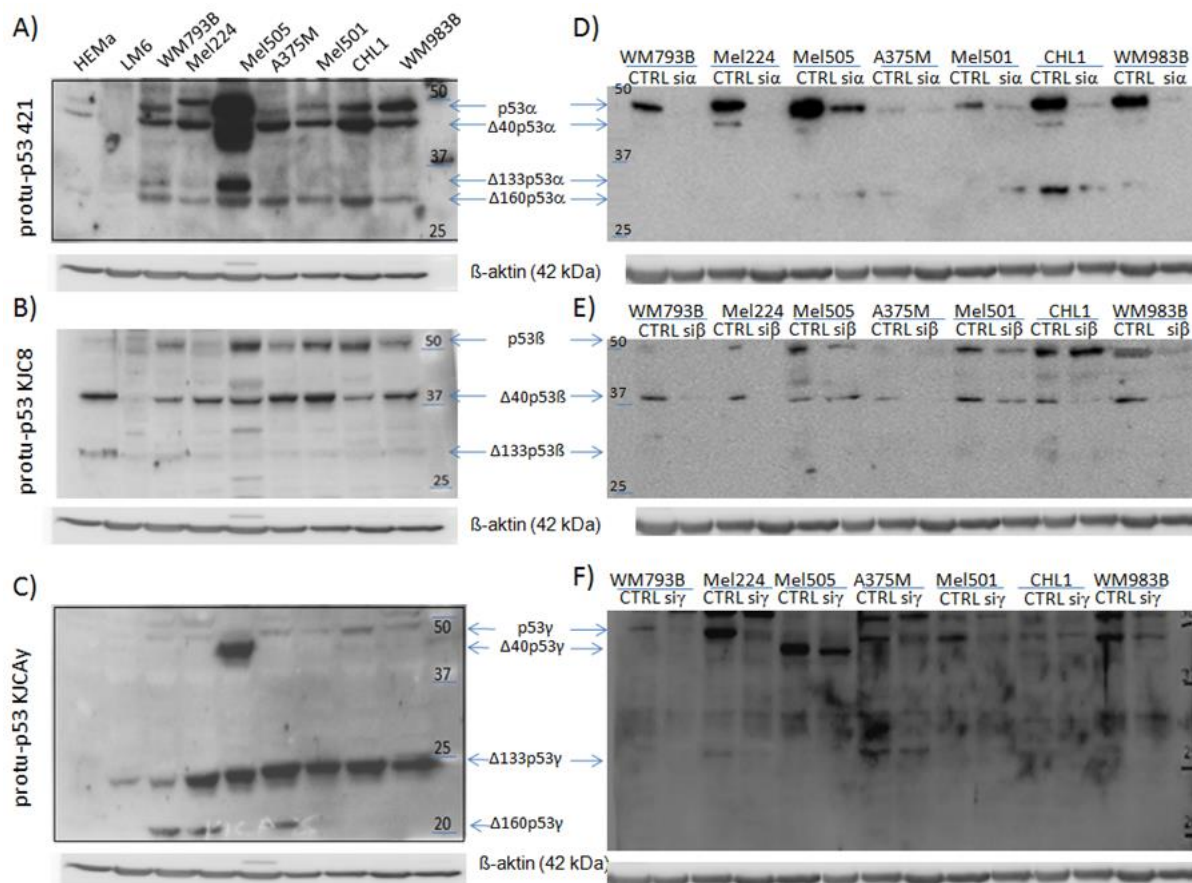 A)
HEMa LM6 WM793B Mel224 Mel505 A375M Mel501 CHL1 WM983B
protu-p53 421
50
37
25
p53α
Δ40p53α
Δ133p53α
Δ160p53α
ß-aktin (42 kDa)
B)
protu-p53 KJC8
50
37
25
p53ß
Δ40p53ß
Δ133p53ß
ß-aktin (42 kDa)
C)
protu-p53 KJCAy
50
37
25
20
p53γ
Δ40p53γ
Δ133p53γ
Δ160p53γ
ß-aktin (42 kDa)
D)
WM793B Mel224 Mel505 A375M Mel501 CHL1 WM983B
CTRL siα CTRL siα CTRL siα CTRL siα CTRL siα CTRL siα CTRL siα
50
37
25
E)
WM793B Mel224 Mel505 A375M Mel501 CHL1 WM983B
CTRL siβ CTRL siβ CTRL siβ CTRL siβ CTRL siβ CTRL siβ CTRL siβ
50
37
25
F)
WM793B Mel224 Mel505 A375M Mel501 CHL1 WM983B
CTRL siγ CTRL siγ CTRL siγ CTRL siγ CTRL siγ CTRL siγ CTRL siγ